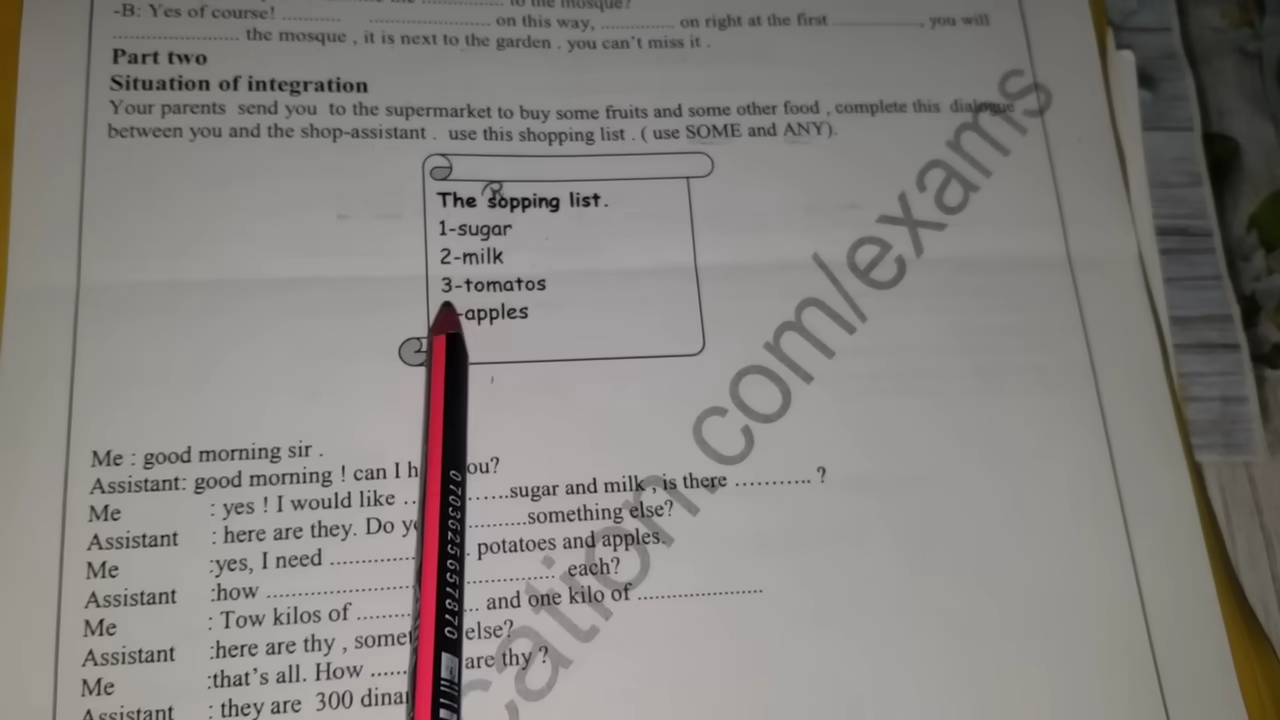 to the mosque?
-B: Yes of course! ........... ...................... on this way, ............. on right at the first ................, you will
...................... the mosque , it is next to the garden . you can't miss it .
Part two
Situation of integration
Your parents send you to the supermarket to buy some fruits and some other food , complete this dialogue
between you and the shop-assistant . use this shopping list . ( use SOME and ANY).
The sopping list.
1-sugar
2-milk
3-tomatos
-apples
Me : good morning sir .
Assistant: good morning ! can I h ou?
Me : yes ! I would like .. ......sugar and milk , is there ........... ?
Assistant : here are they. Do yo ..........something else?
Me :yes, I need ............... . potatoes and apples.
Assistant :how .......................... ............... each?
Me : Tow kilos of ......... ... and one kilo of ......................
Assistant :here are thy , somet else?
Me :that's all. How ...... are thy ?
Assistant : they are 300 dinar
0703625657870
cation.com/exams